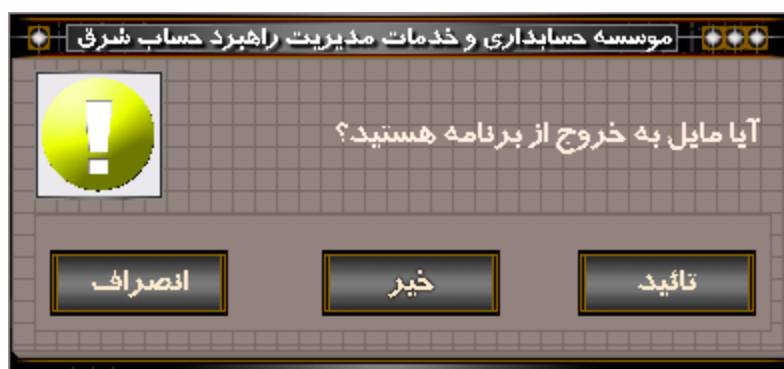 موسسه حسابداری و خدمات مدیریت راهبرد حساب شرق
آیا مایل به خروج از برنامه هستید؟
تائید خیر انصراف